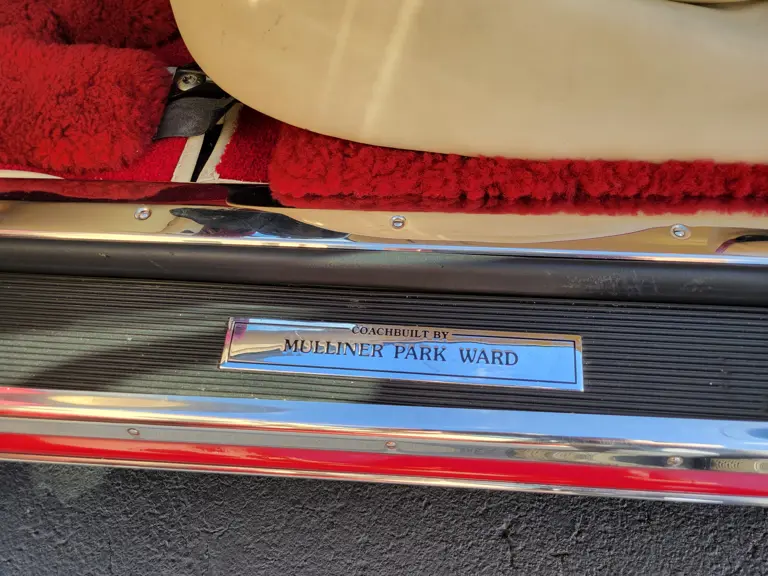 COACHBUILT BY
MULLINER PARK WARD